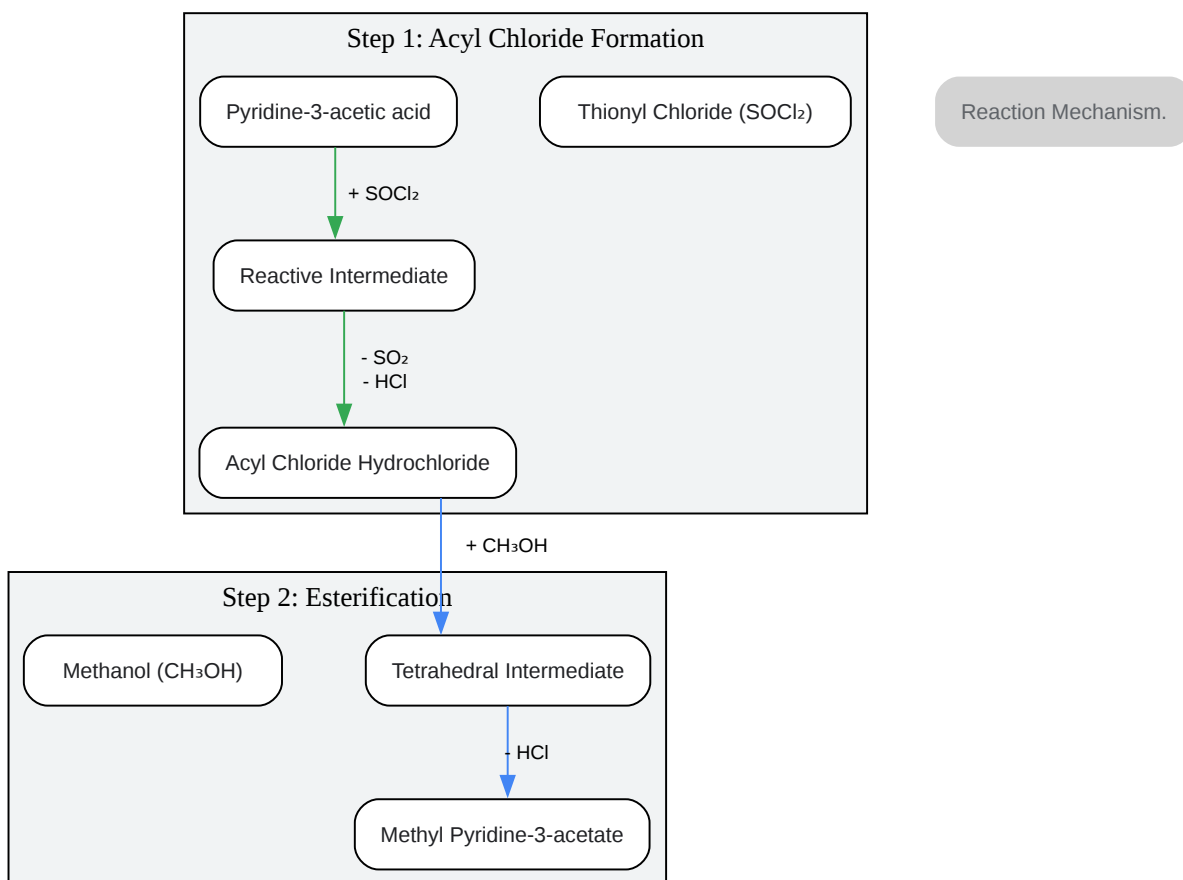 Step 1: Acyl Chloride Formation
Pyridine-3-acetic acid
Thionyl Chloride (SOCl₂)
Reaction Mechanism.
+ SOCl₂
Reactive Intermediate
- SO₂
- HCl
Acyl Chloride Hydrochloride
+ CH₃OH
Step 2: Esterification
Methanol (CH₃OH)
Tetrahedral Intermediate
- HCl
Methyl Pyridine-3-acetate